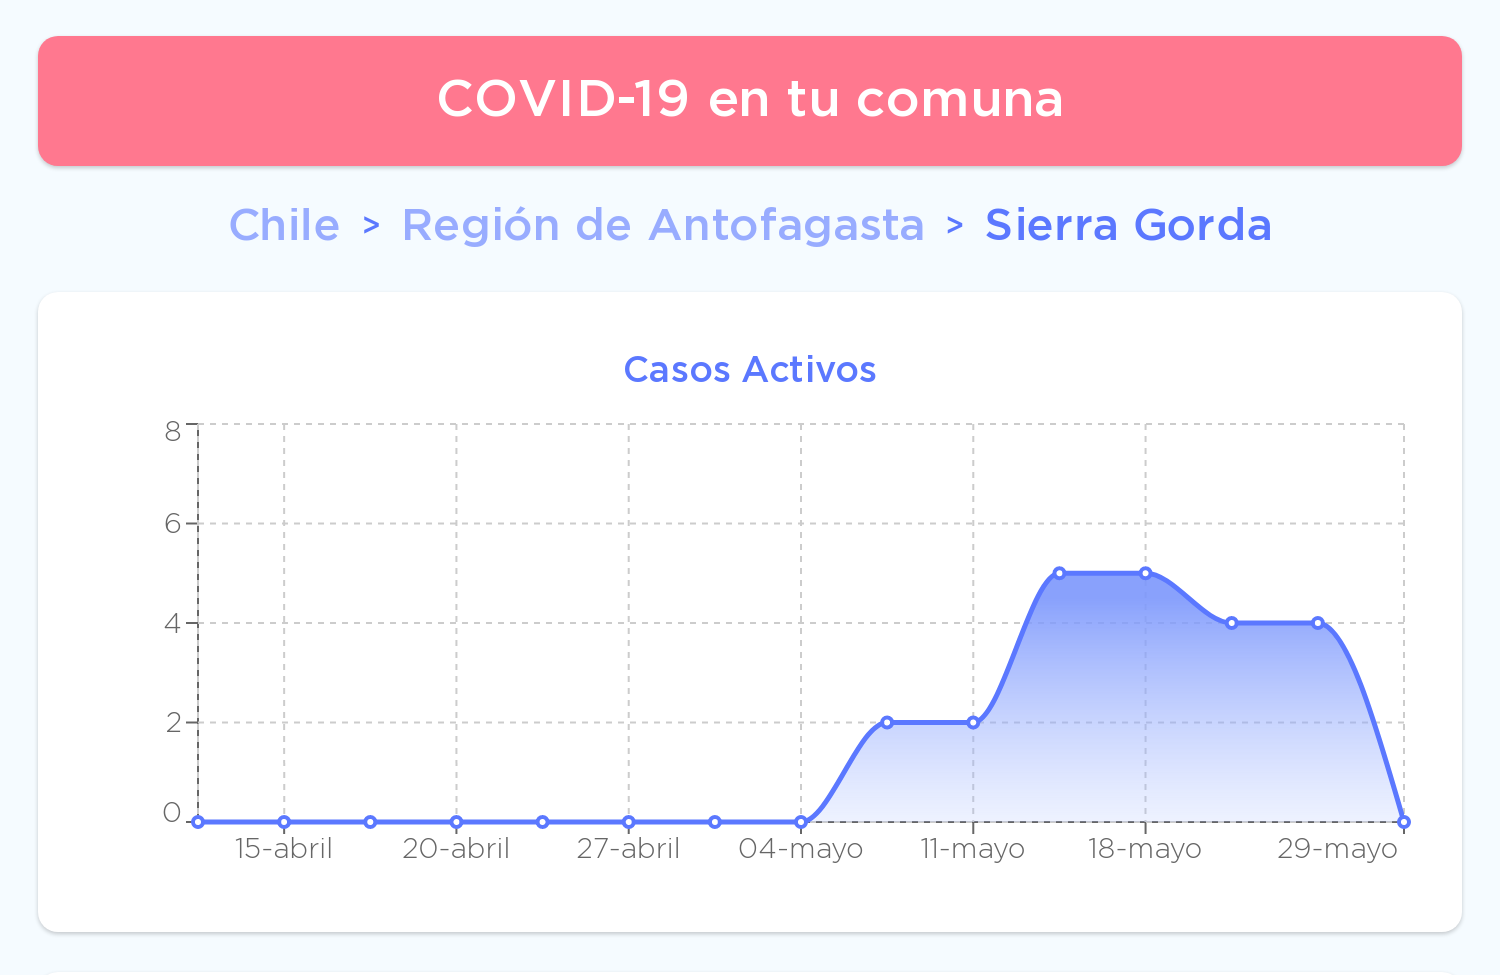 COVID-19 en tu comuna
Chile > Región de Antofagasta > Sierra Gorda
Casos Activos
8
6
4
2
0
15-abril 20-abril 27-abril 04-mayo 11-mayo 18-mayo 29-mayo